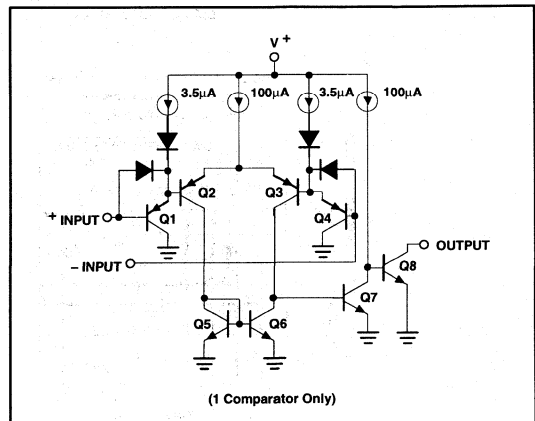 V+
3.5μA 100μA 3.5μA 100μA
Q2 Q3
Q1 Q4
+ INPUT
OUTPUT
Q8
- INPUT
Q7
Q5 Q6
(1 Comparator Only)